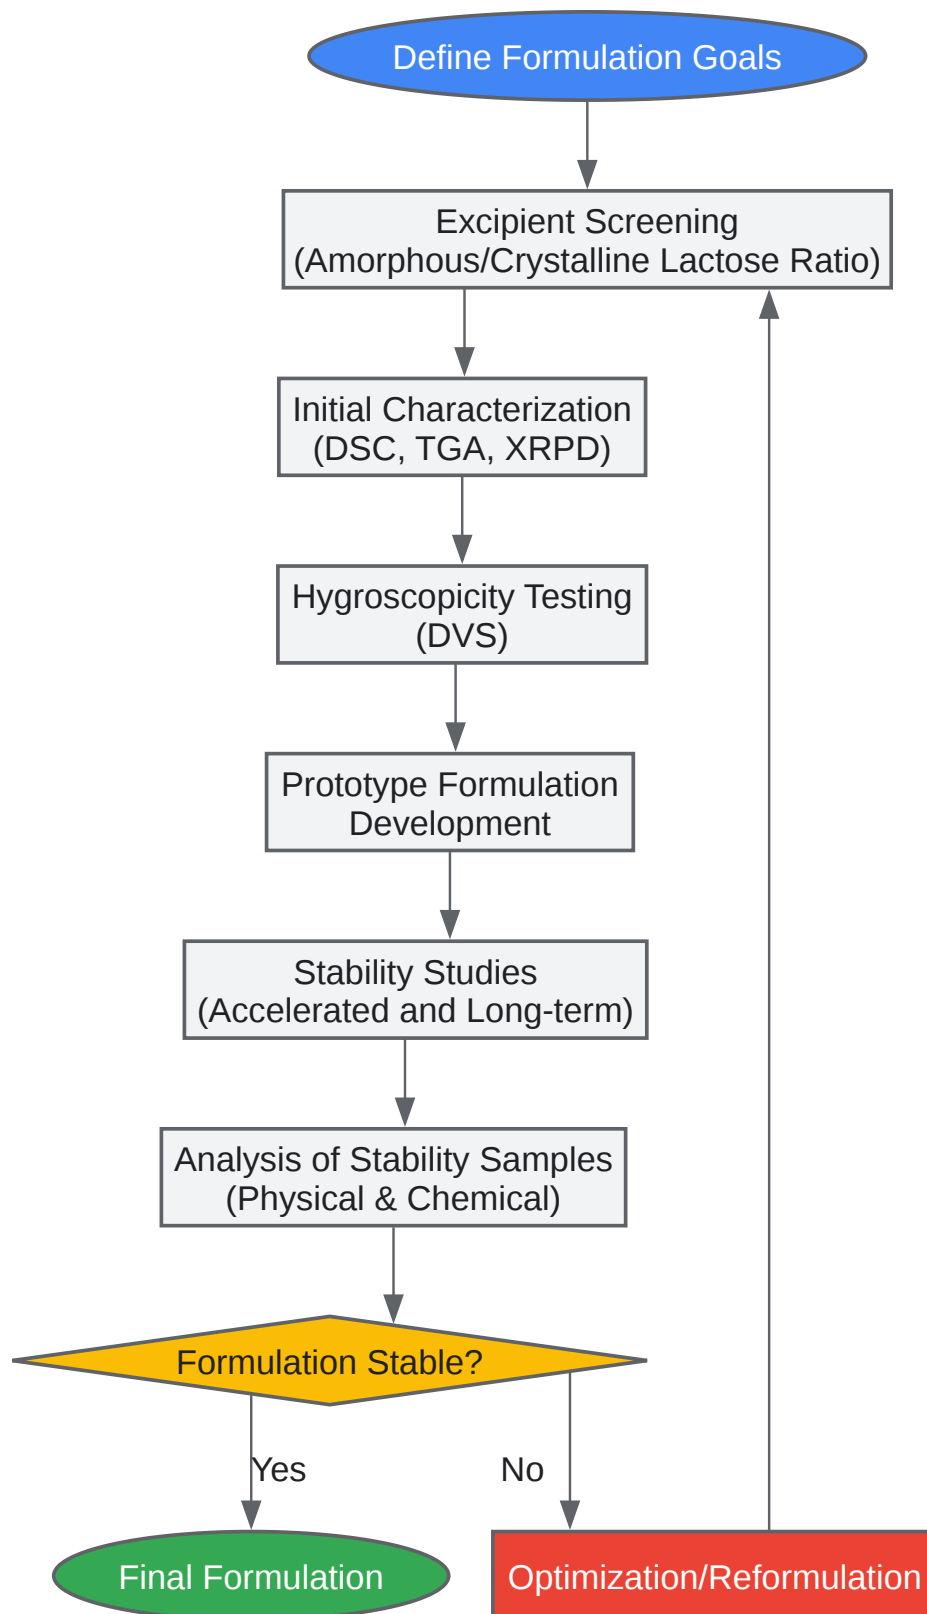 Define Formulation Goals
Excipient Screening
(Amorphous/Crystalline Lactose Ratio)
Initial Characterization
(DSC, TGA, XRPD)
Hygroscopicity Testing
(DVS)
Prototype Formulation
Development
Stability Studies
(Accelerated and Long-term)
Analysis of Stability Samples
(Physical & Chemical)
Formulation Stable?
Yes
No
Final Formulation
Optimization/Reformulation